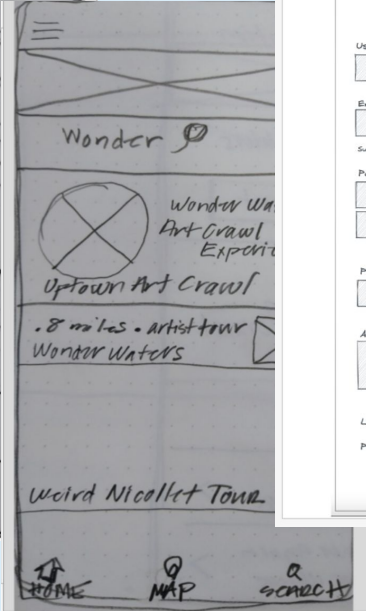 Wonder
Wonder Wa
Art Crawl
Experi
Uptown Art Crawl
.8 miles . artist tour
Wonder Waters
Weird Nicollet Tour
HOME
MAP
SEARCH
Us
P
P
A
L
P